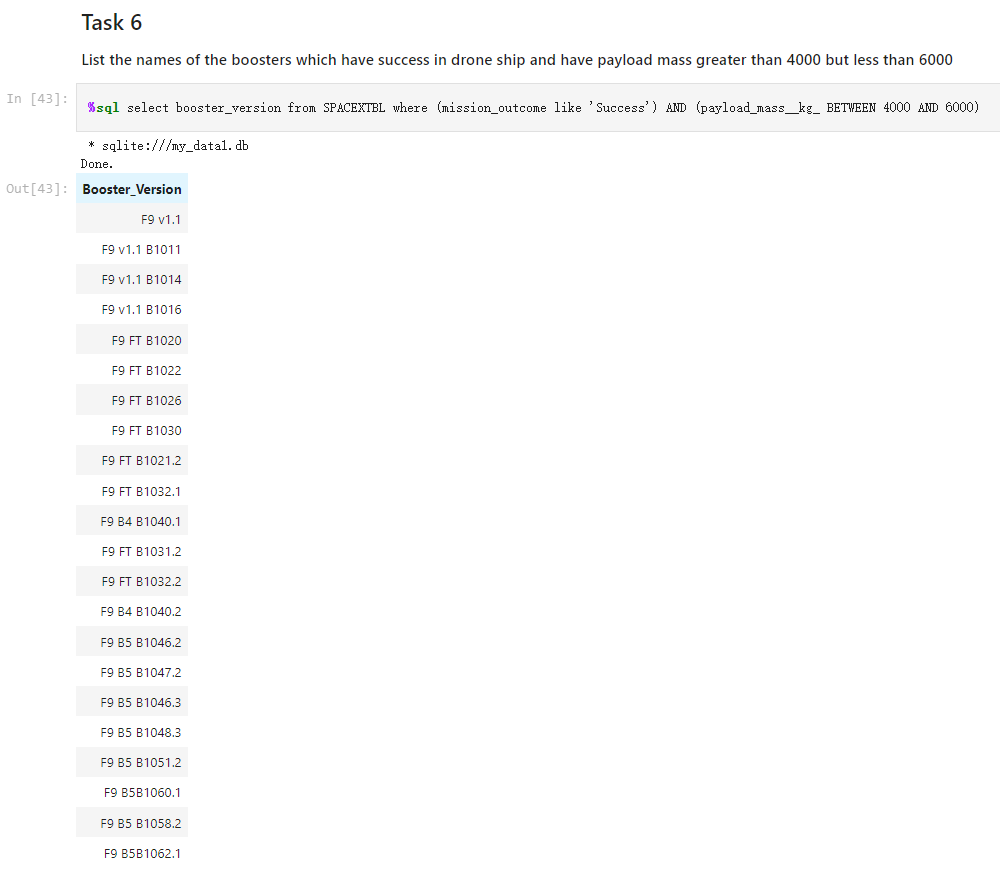 Task 6
List the names of the boosters which have success in drone ship and have payload mass greater than 4000 but less than 6000
In [43]: %sql select booster_version from SPACEXTBL where (mission_outcome like 'Success') AND (payload_mass__kg_ BETWEEN 4000 AND 6000)
* sqlite:///my_data1.db
Done.
Out[43]: Booster_Version
F9 v1.1
F9 v1.1 B1011
F9 v1.1 B1014
F9 v1.1 B1016
F9 FT B1020
F9 FT B1022
F9 FT B1026
F9 FT B1030
F9 FT B1021.2
F9 FT B1032.1
F9 B4 B1040.1
F9 FT B1031.2
F9 FT B1032.2
F9 B4 B1040.2
F9 B5 B1046.2
F9 B5 B1047.2
F9 B5 B1046.3
F9 B5 B1048.3
F9 B5 B1051.2
F9 B5B1060.1
F9 B5 B1058.2
F9 B5B1062.1